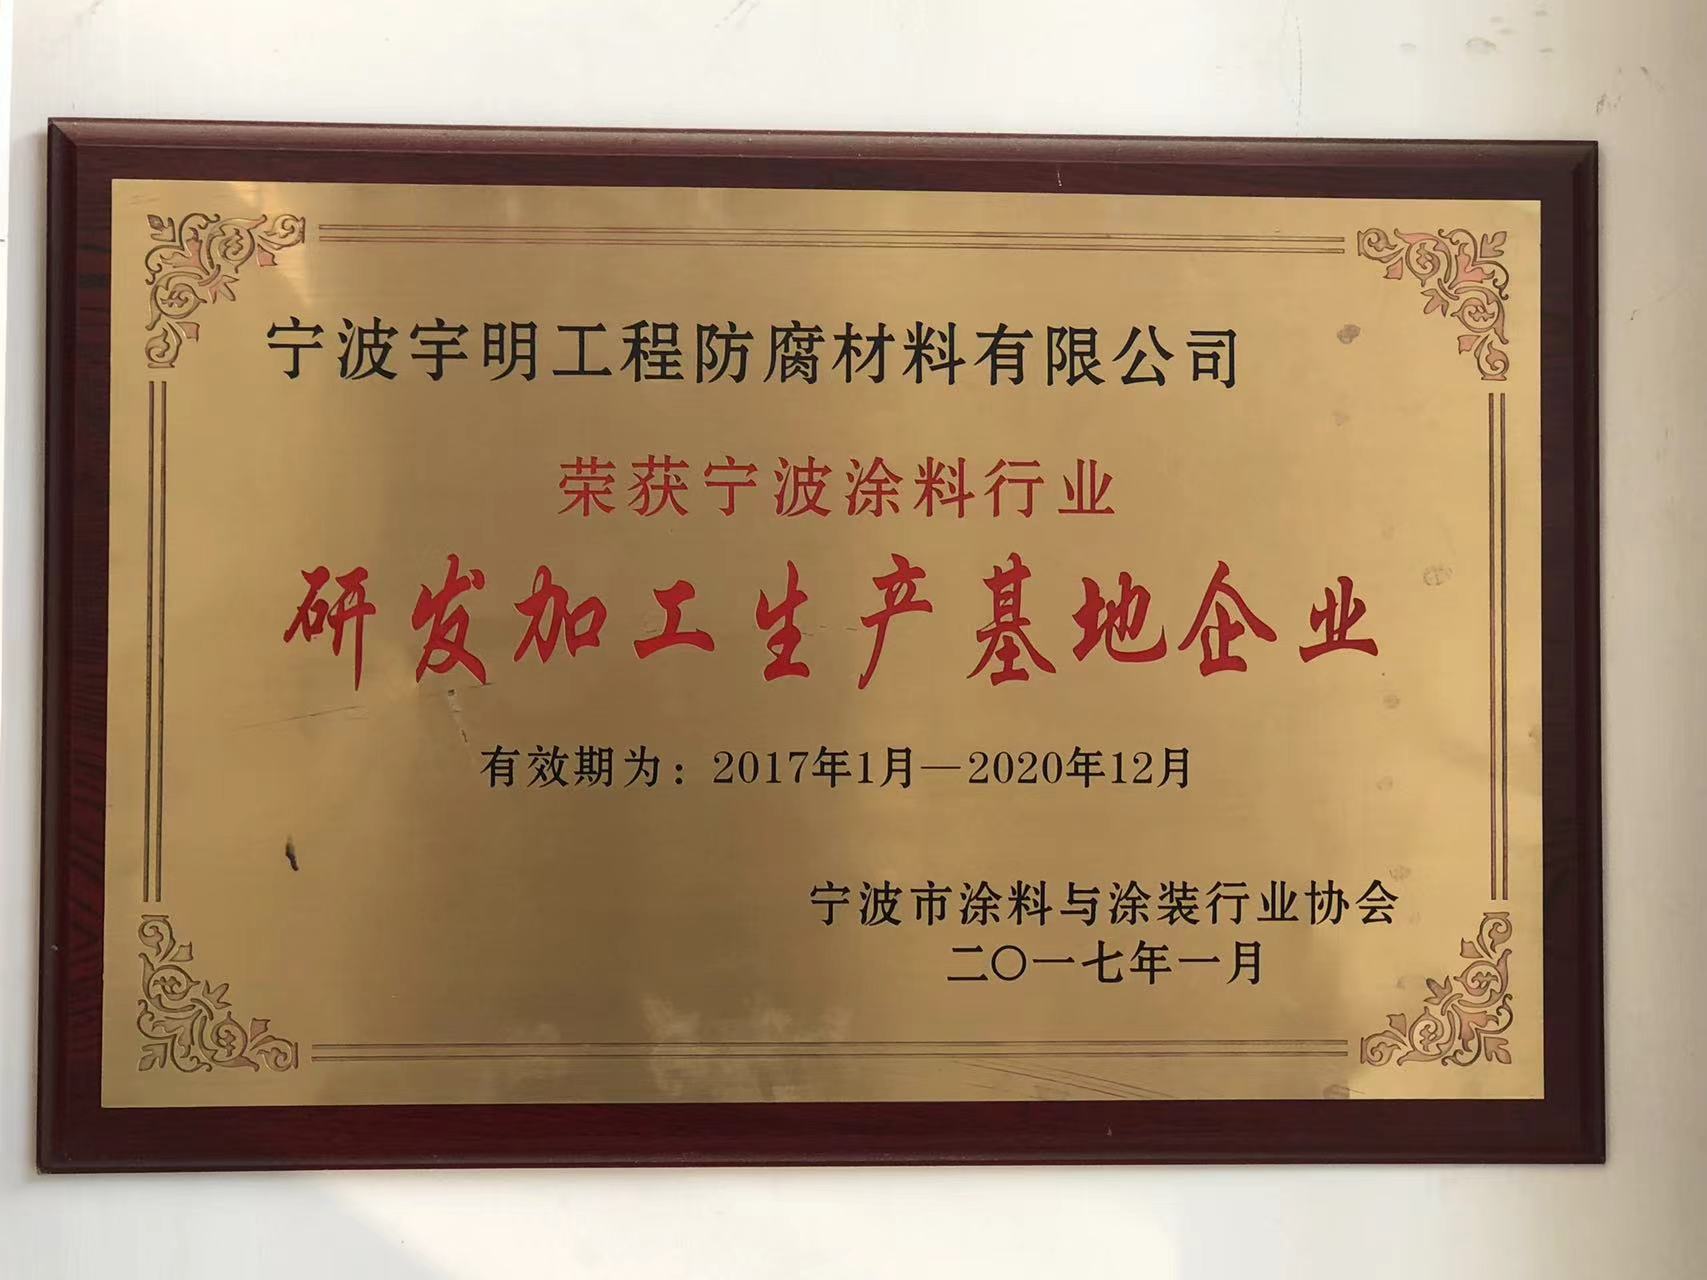 宁波宇明工程防腐材料有限公司
荣获宁波涂料行业
研发加工生产基地企业
有效期为：2017年1月—2020年12月
宁波市涂料与涂装行业协会
二〇一七年一月